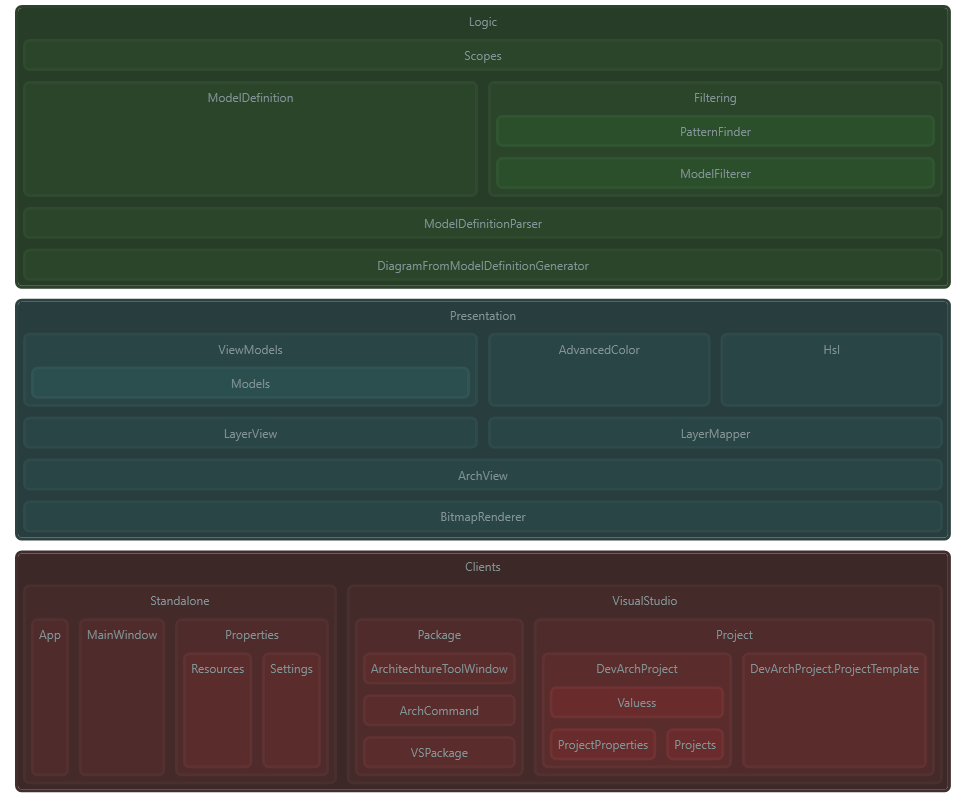 Logic
Scopes
ModelDefinition
Filtering
PatternFinder
ModelFilterer
ModelDefinitionParser
DiagramFromModelDefinitionGenerator
Presentation
ViewModels
AdvancedColor
Hsl
Models
LayerView
LayerMapper
ArchView
BitmapRenderer
Clients
Standalone
VisualStudio
App
MainWindow
Properties
Package
Project
Resources
Settings
ArchitechtureToolWindow
DevArchProject
DevArchProject.ProjectTemplate
Valuess
ArchCommand
ProjectProperties
Projects
VSPackage